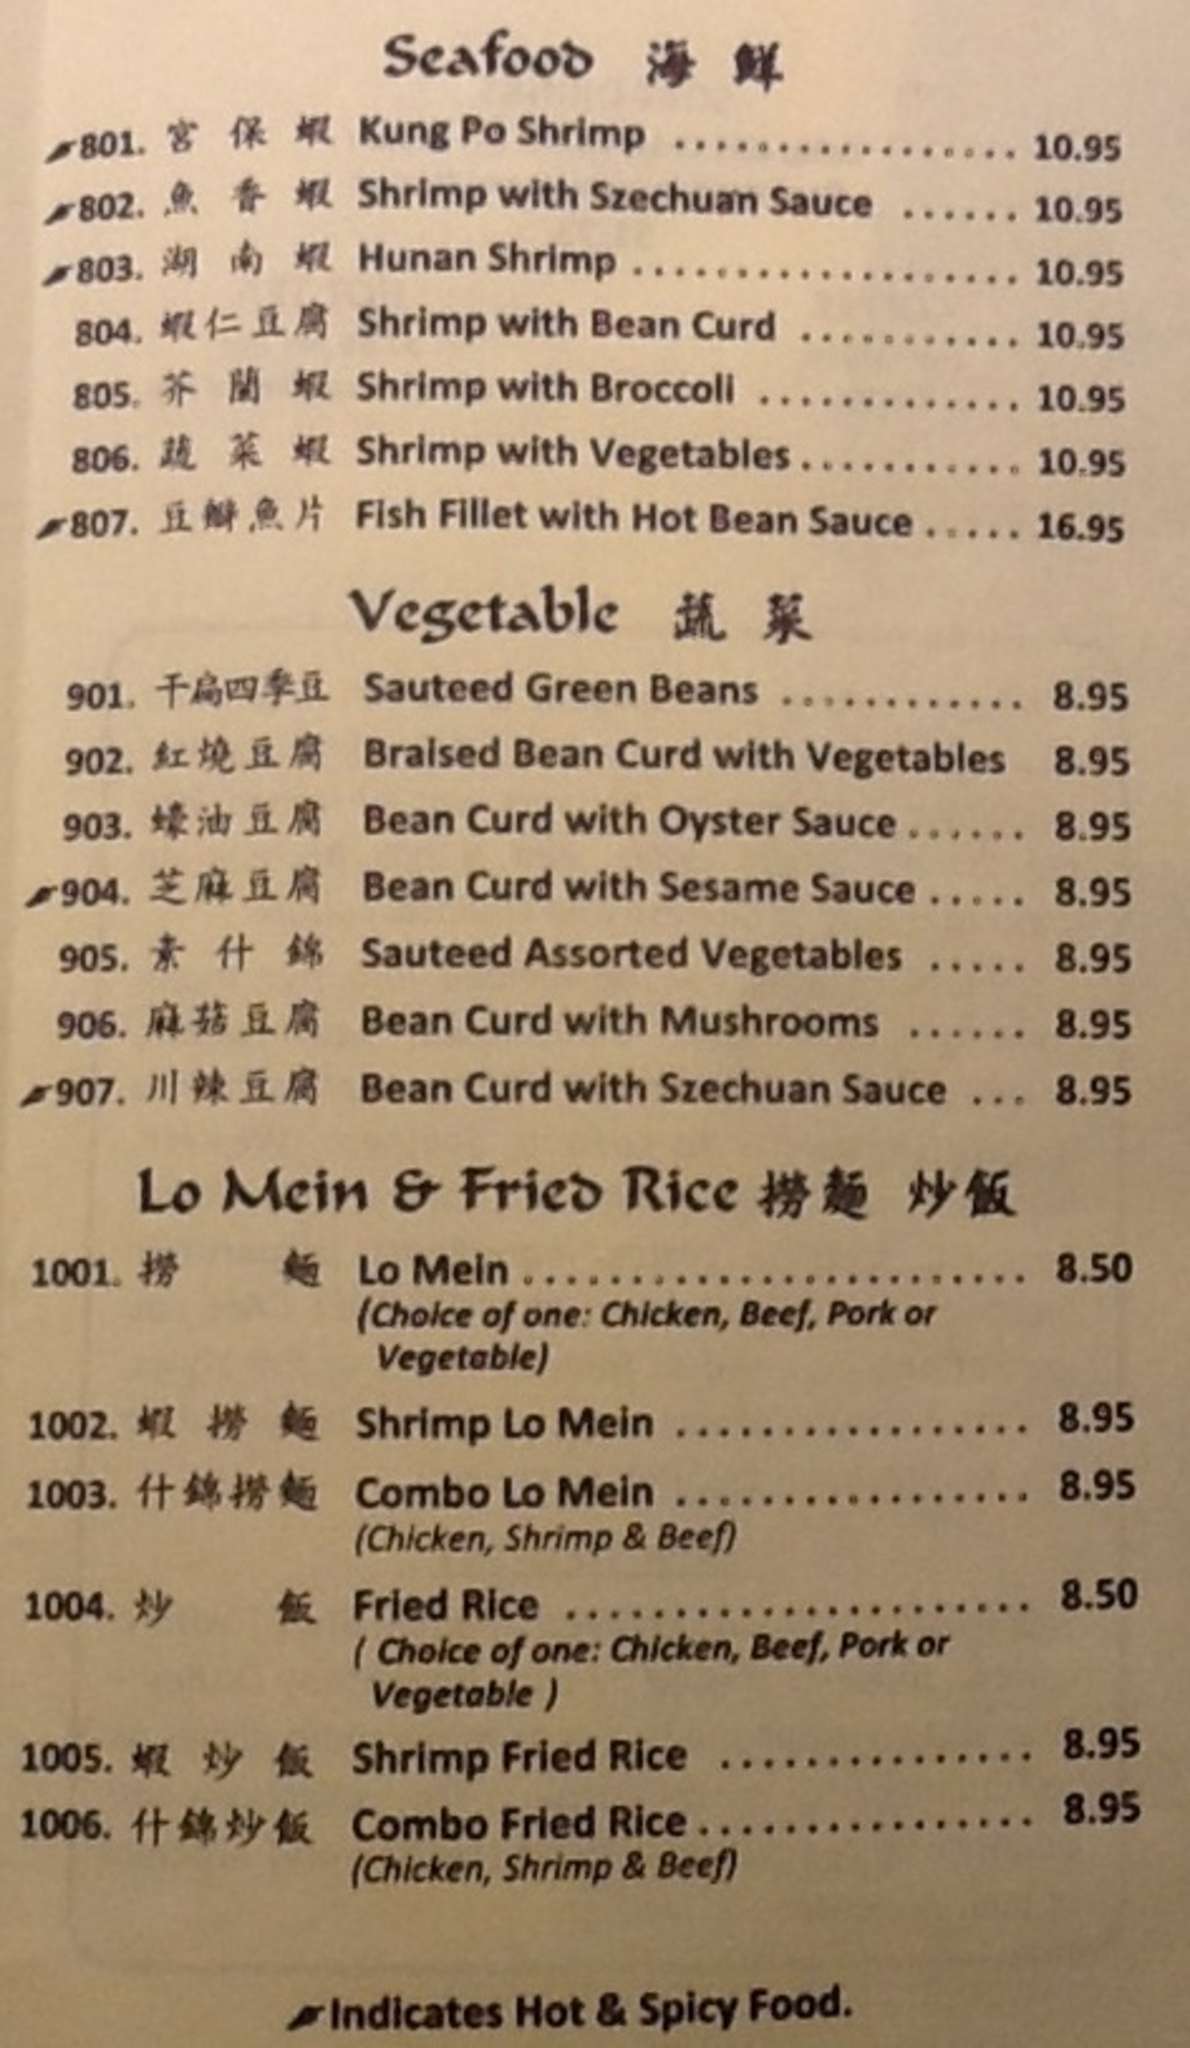 Seafood 海鮮
801. 宮保蝦 Kung Po Shrimp ................. 10.95
802. 魚香蝦 Shrimp with Szechuan Sauce ...... 10.95
803. 湖南蝦 Hunan Shrimp ................... 10.95
804. 蝦仁豆腐 Shrimp with Bean Curd ........... 10.95
805. 芥蘭蝦 Shrimp with Broccoli ............. 10.95
806. 蔬菜蝦 Shrimp with Vegetables ........... 10.95
807. 豆瓣魚片 Fish Fillet with Hot Bean Sauce ..... 16.95
Vegetable 蔬菜
901. 干扁四季豆 Sauteed Green Beans ............ 8.95
902. 紅燒豆腐 Braised Bean Curd with Vegetables 8.95
903. 蠔油豆腐 Bean Curd with Oyster Sauce ...... 8.95
904. 芝麻豆腐 Bean Curd with Sesame Sauce ..... 8.95
905. 素什錦 Sauteed Assorted Vegetables ..... 8.95
906. 麻菇豆腐 Bean Curd with Mushrooms ...... 8.95
907. 川辣豆腐 Bean Curd with Szechuan Sauce ... 8.95
Lo Mein & Fried Rice 撈麵 炒飯
1001. 撈麵 Lo Mein ........................ 8.50
(Choice of one: Chicken, Beef, Pork or
Vegetable)
1002. 蝦撈麵 Shrimp Lo Mein ................. 8.95
1003. 什錦撈麵 Combo Lo Mein ................. 8.95
(Chicken, Shrimp & Beef)
1004. 炒飯 Fried Rice ...................... 8.50
( Choice of one: Chicken, Beef, Pork or
Vegetable )
1005. 蝦炒飯 Shrimp Fried Rice ............... 8.95
1006. 什錦炒飯 Combo Fried Rice ................ 8.95
(Chicken, Shrimp & Beef)
Indicates Hot & Spicy Food.